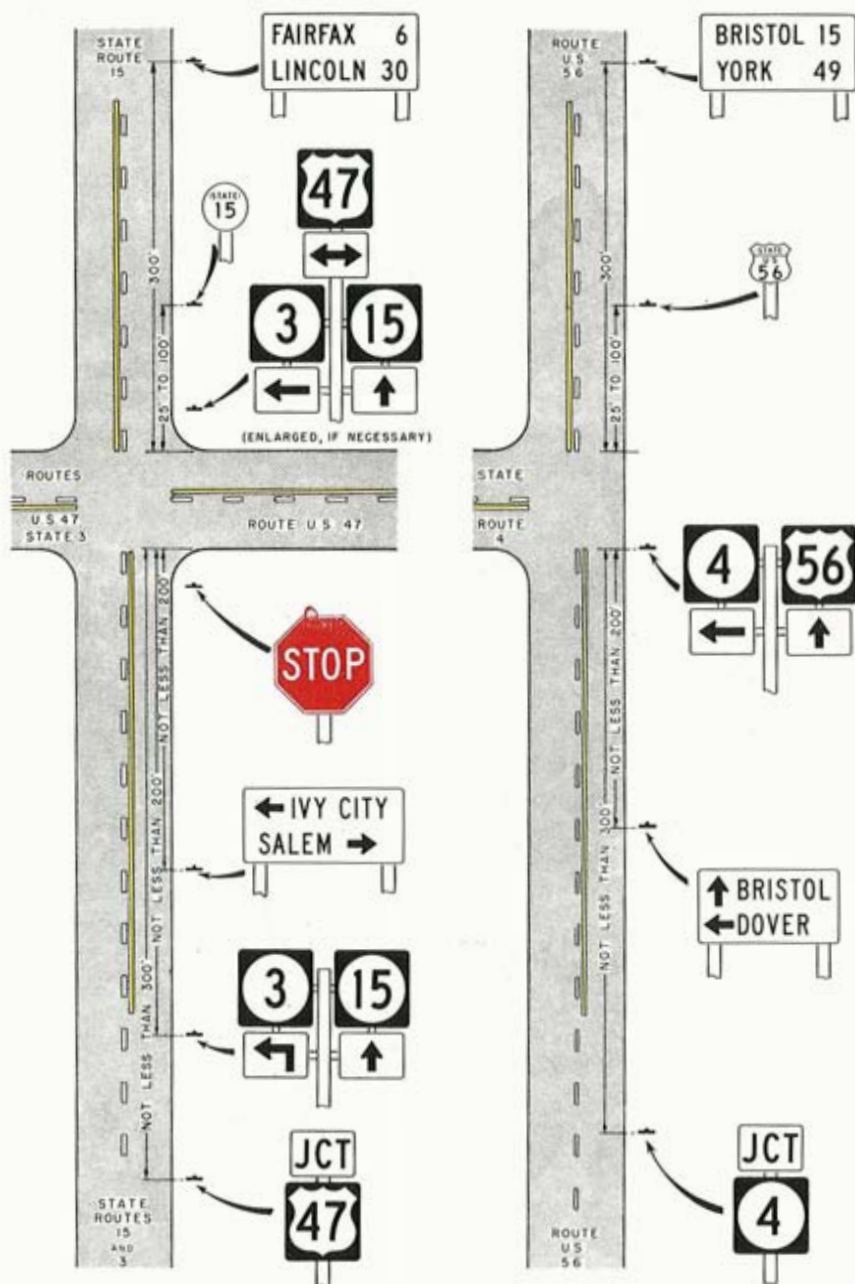 STATE
ROUTE
15
FAIRFAX 6
LINCOLN 30
300'
(STATE)
15
25' TO 100'
47
3 15
(ENLARGED, IF NECESSARY)
ROUTES
U.S. 47
STATE 3
ROUTE U.S. 47
NOT LESS THAN 200'
STOP
NOT LESS THAN 200'
IVY CITY
SALEM
NOT LESS THAN 300'
3 15
JCT
47
STATE
ROUTES
15
AND
3
ROUTE
U.S.
56
BRISTOL 15
YORK 49
300'
STATE
U S
56
25' TO 100'
STATE
ROUTE
4
4 56
NOT LESS THAN 200'
NOT LESS THAN 300'
BRISTOL
DOVER
JCT
4
ROUTE
U S
56